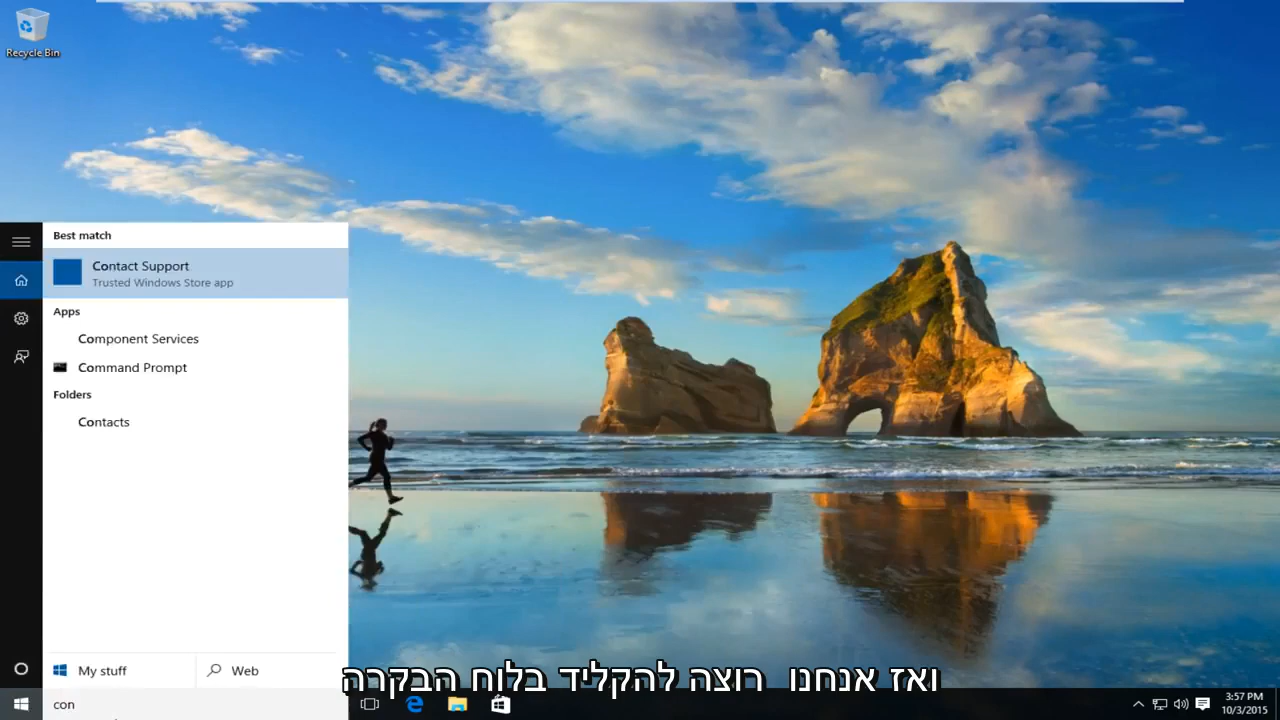 Recycle Bin
Best match
Contact Support
Trusted Windows Store app
Apps
Component Services
Command Prompt
Folders
Contacts
My stuff
Web
ואז אנחנו רוצה להקליד בלוח הבקרה
con
3:57 PM
10/3/2015